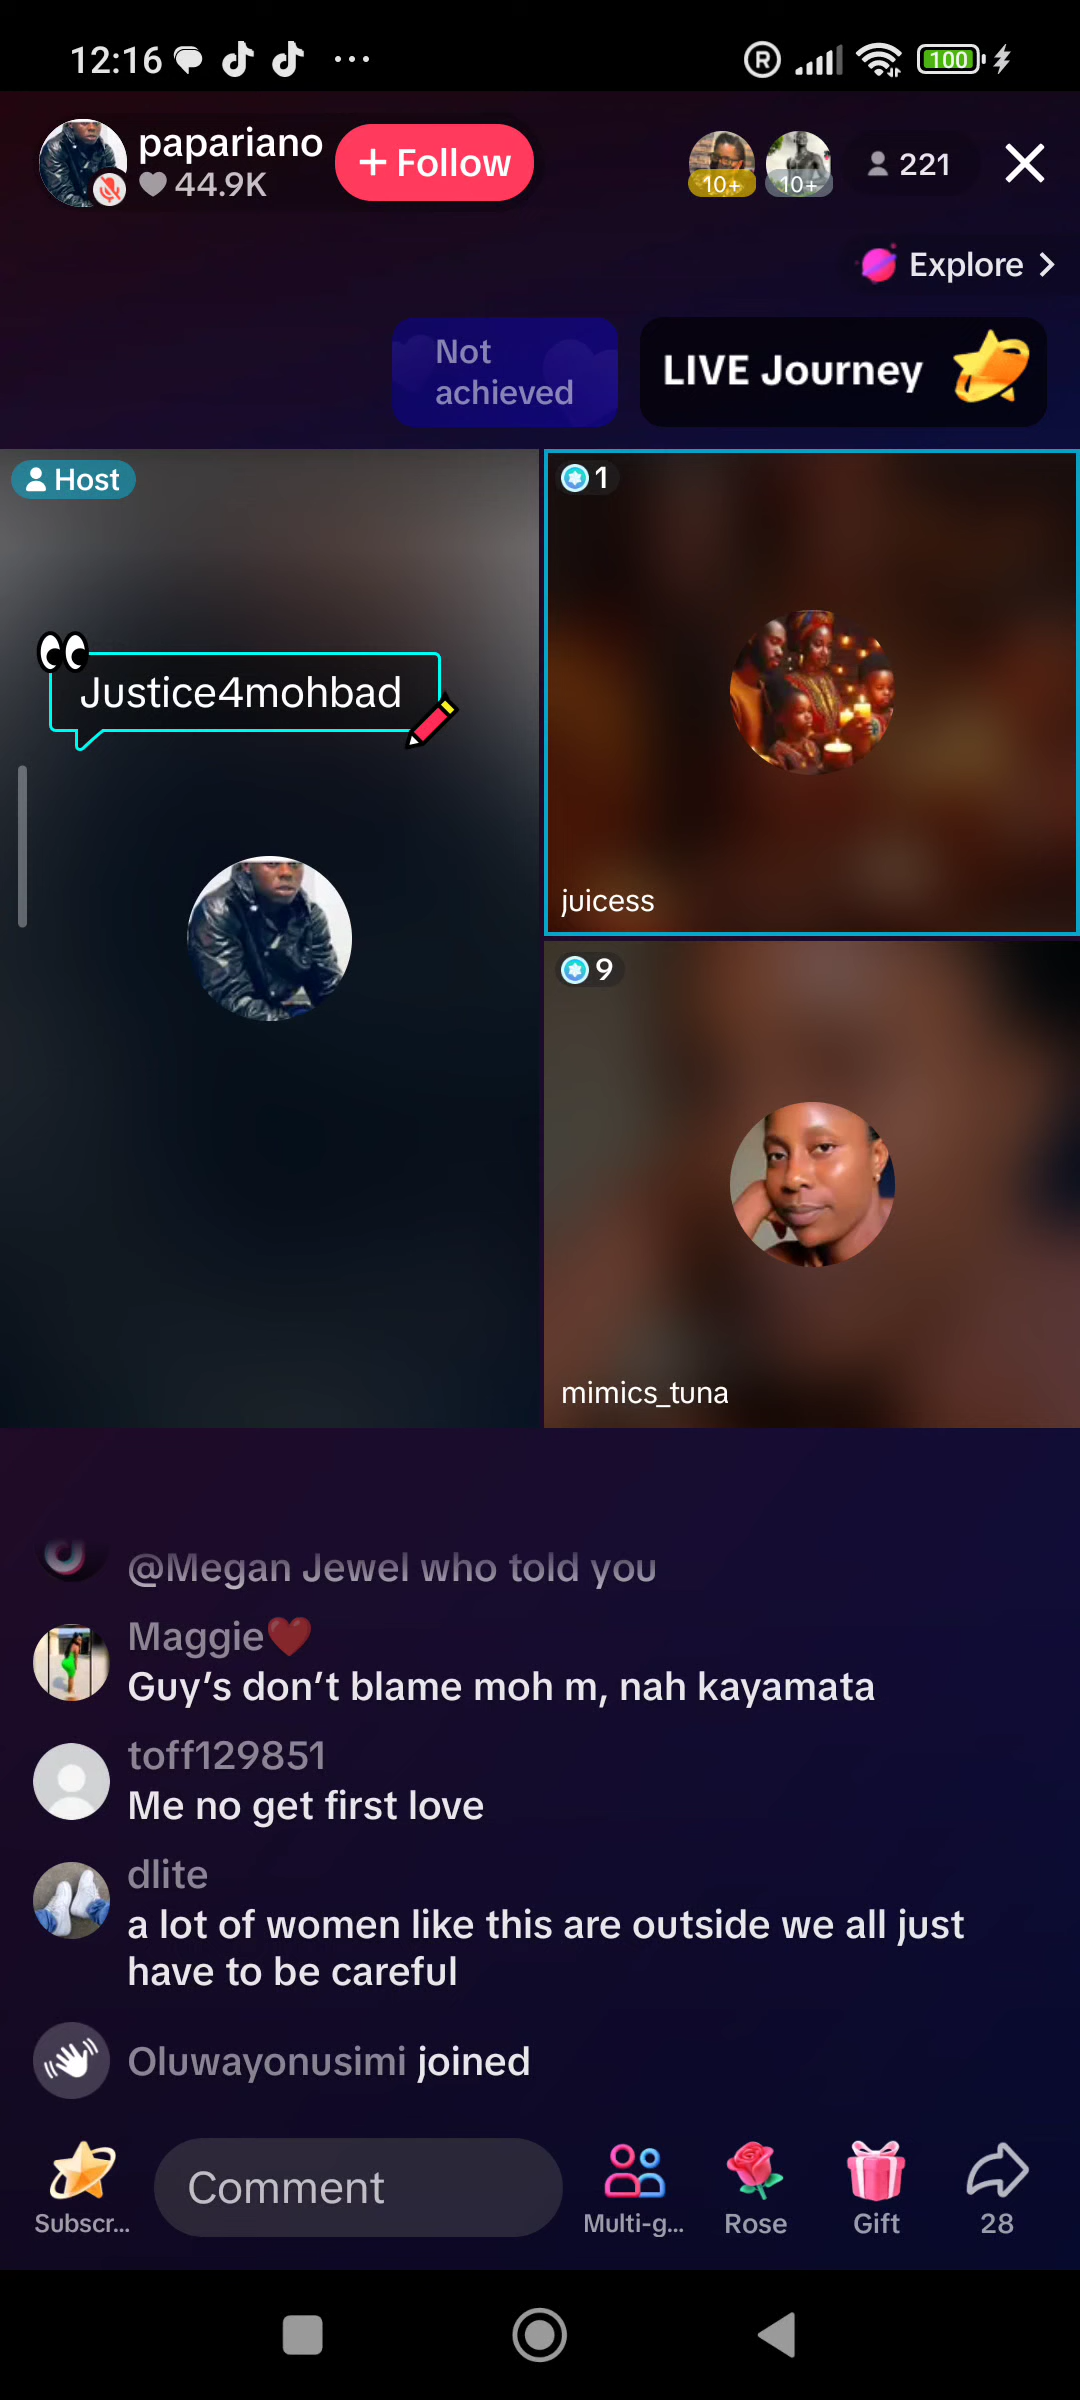 12:16
100
papariano
44.9K
+ Follow
10+
10+
221
Explore
Not
achieved
LIVE Journey
Host
1
Justice4mohbad
juicess
9
mimics_tuna
@Megan Jewel who told you
Maggie❤️
Guy’s don’t blame moh m, nah kayamata
toff129851
Me no get first love
dlite
a lot of women like this are outside we all just
have to be careful
Oluwayonusimi joined
Subscr...
Comment
Multi-g...
Rose
Gift
28